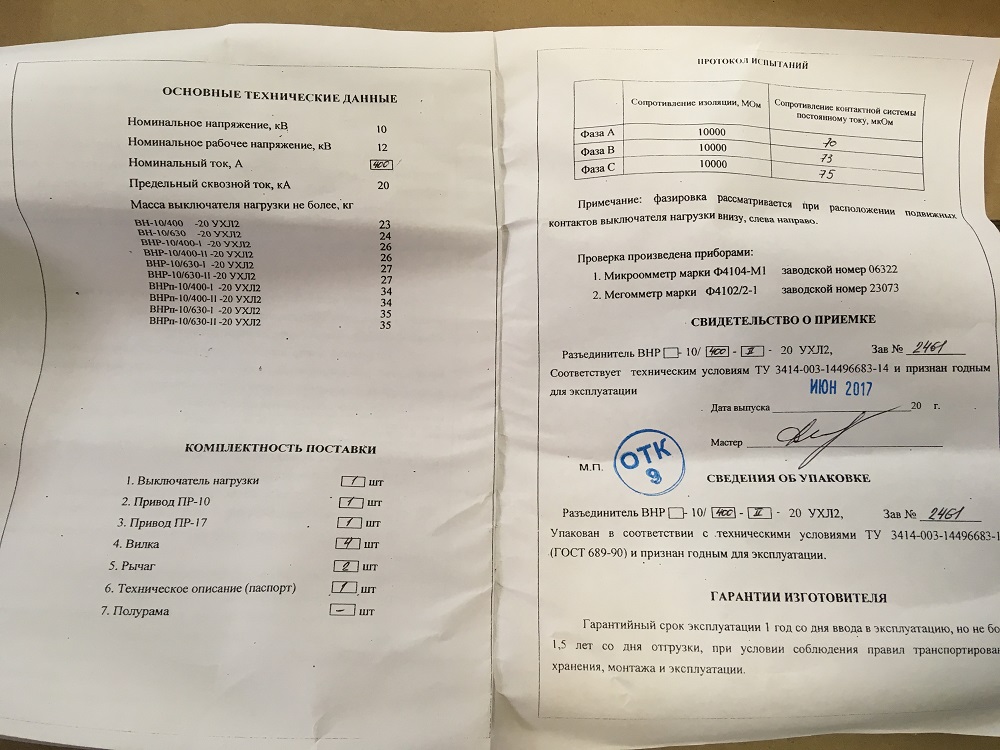 ОСНОВНЫЕ ТЕХНИЧЕСКИЕ ДАННЫЕ
Номинальное напряжение, кВ 10
Номинальное рабочее напряжение, кВ 12
Номинальный ток, А 400
Предельный сквозной ток, кА 20
Масса выключателя нагрузки не более, кг
ВН-10/400 -20 УХЛ2 23
ВН-10/630 -20 УХЛ2 24
ВНР-10/400-I -20 УХЛ2 26
ВНР-10/400-II -20 УХЛ2 26
ВНР-10/630-I -20 УХЛ2 27
ВНР-10/630-II -20 УХЛ2 27
ВНРп-10/400-I -20 УХЛ2 34
ВНРп-10/400-II -20 УХЛ2 34
ВНРп-10/630-I -20 УХЛ2 35
ВНРп-10/630-II -20 УХЛ2 35
КОМПЛЕКТНОСТЬ ПОСТАВКИ
1. Выключатель нагрузки 1 шт
2. Привод ПР-10 1 шт
3. Привод ПР-17 1 шт
4. Вилка 4 шт
5. Рычаг 2 шт
6. Техническое описание (паспорт) 1 шт
7. Полурама - шт
ПРОТОКОЛ ИСПЫТАНИЙ
Сопротивление изоляции, МОм Сопротивление контактной системы
постоянному току, мкОм
Фаза А 10000 70
Фаза В 10000 73
Фаза С 10000 75
Примечание: фазировка рассматривается при расположении подвижных
контактов выключателя нагрузки внизу, слева направо.
Проверка произведена приборами:
1. Микроомметр марки Ф4104-М1 заводской номер 06322
2. Мегомметр марки Ф4102/2-1 заводской номер 23073
СВИДЕТЕЛЬСТВО О ПРИЕМКЕ
Разъединитель ВНР - 10/ 400 - II - 20 УХЛ2, Зав № 2461
Соответствует техническим условиям ТУ 3414-003-14496683-14 и признан годным
для эксплуатации
ИЮН 2017
Дата выпуска 20 г.
Мастер
М.П.
ОТК
9
СВЕДЕНИЯ ОБ УПАКОВКЕ
Разъединитель ВНР - 10/ 400 - II - 20 УХЛ2, Зав № 2461
Упакован в соответствии с техническими условиями ТУ 3414-003-14496683-1
(ГОСТ 689-90) и признан годным для эксплуатации.
ГАРАНТИИ ИЗГОТОВИТЕЛЯ
Гарантийный срок эксплуатации 1 год со дня ввода в эксплуатацию, но не бо
1,5 лет со дня отгрузки, при условии соблюдения правил транспортирован
хранения, монтажа и эксплуатации.